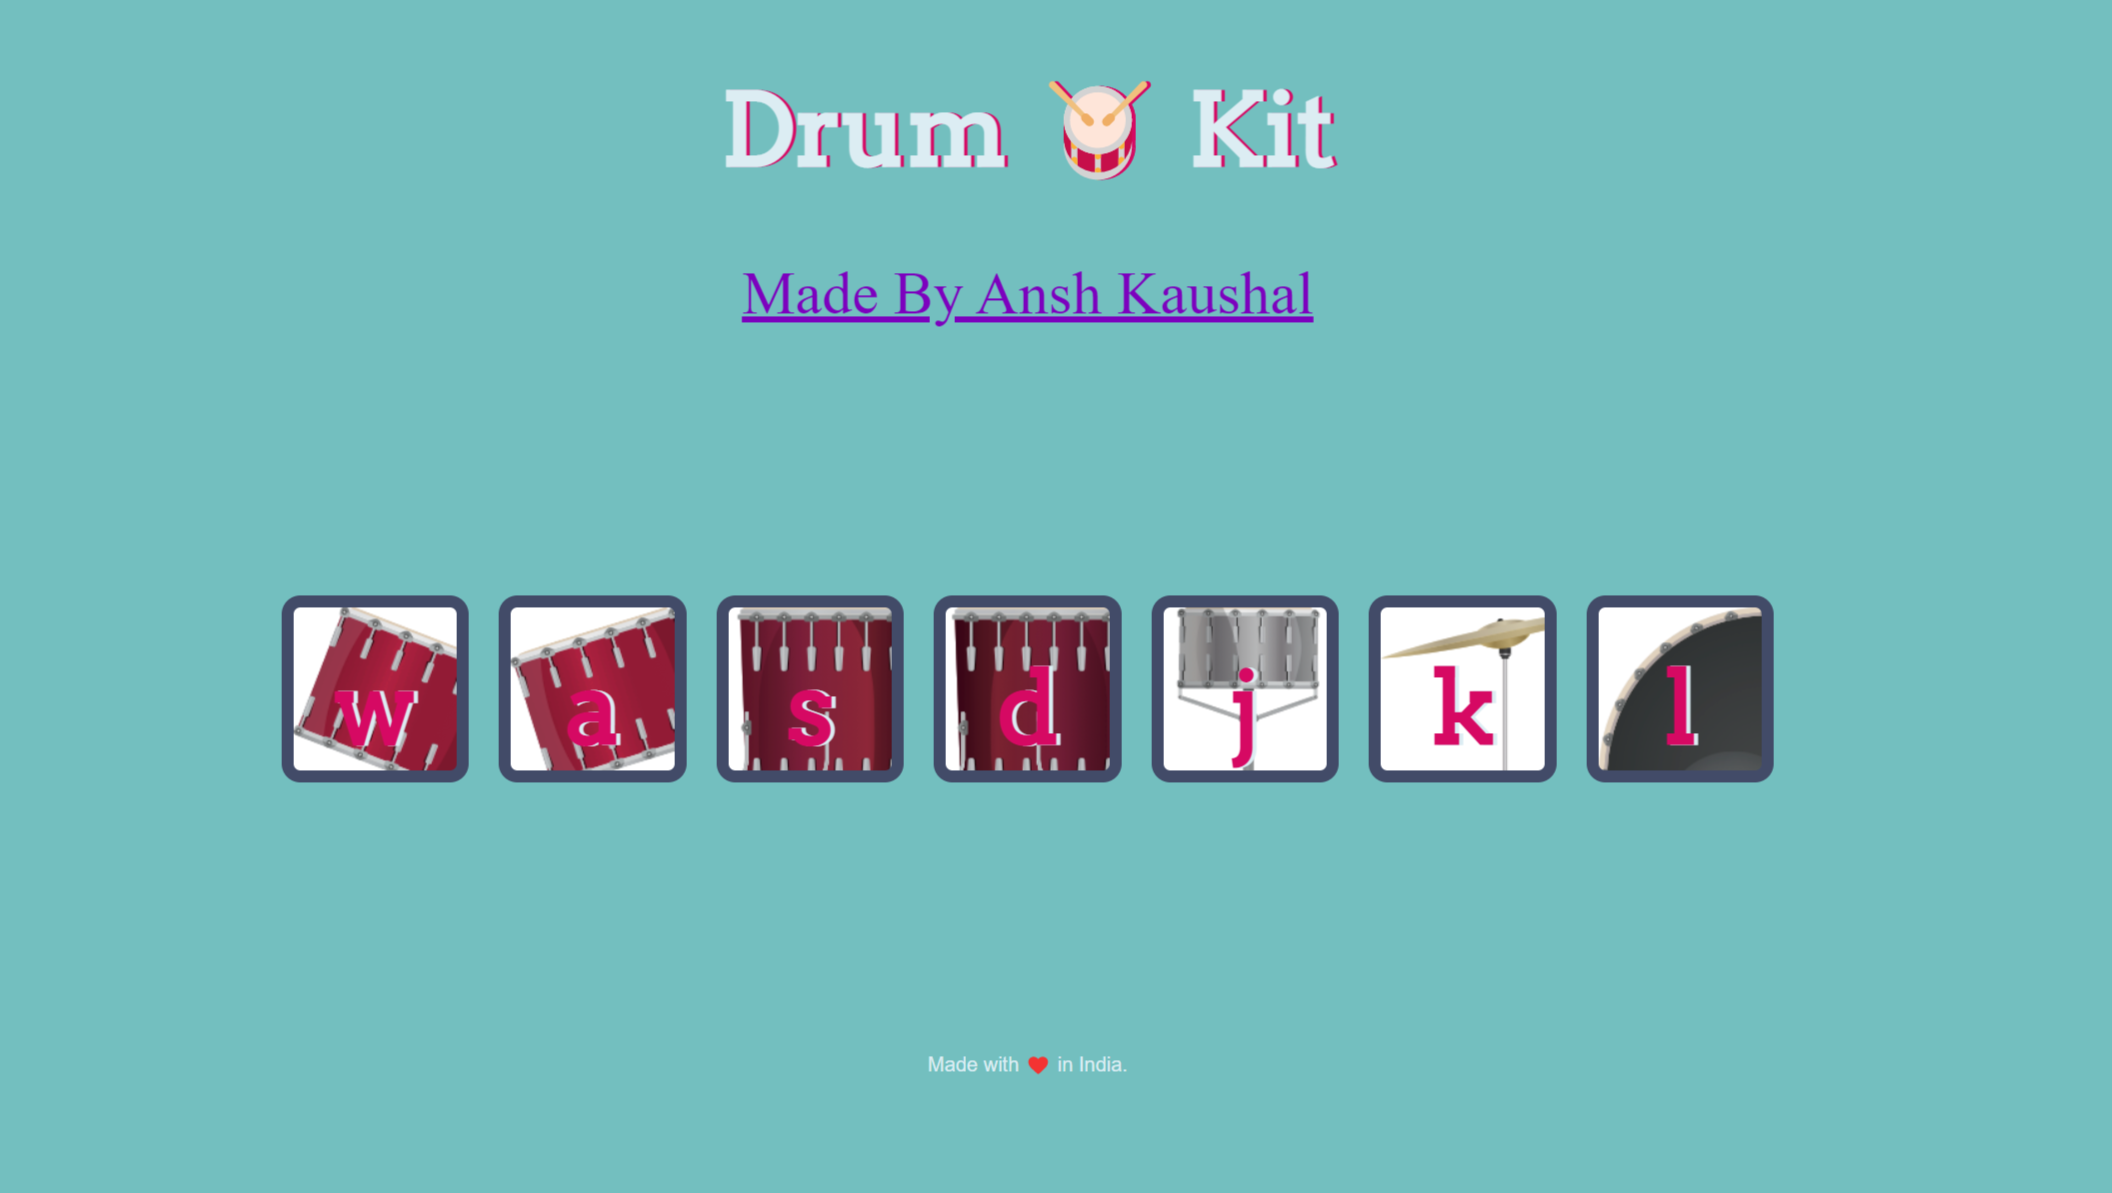 Drum 🥁 Kit
Made By Ansh Kaushal
w a s d j k l
Made with ❤️ in India.